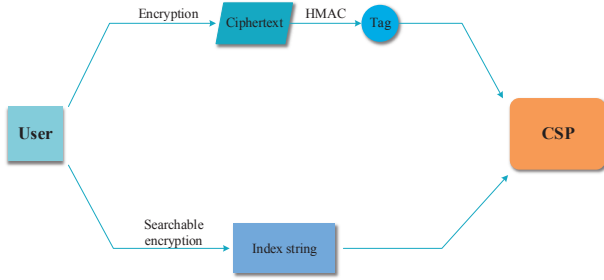 Encryption
Ciphertext
HMAC
Tag
User
CSP
Searchable
encryption
Index string